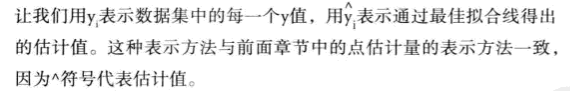 让我们用yᵢ表示数据集中的每一个y值，用ŷᵢ表示通过最佳拟合线得出
的估计值。这种表示方法与前面章节中的点估计量的表示方法一致，
因为^符号代表估计值。